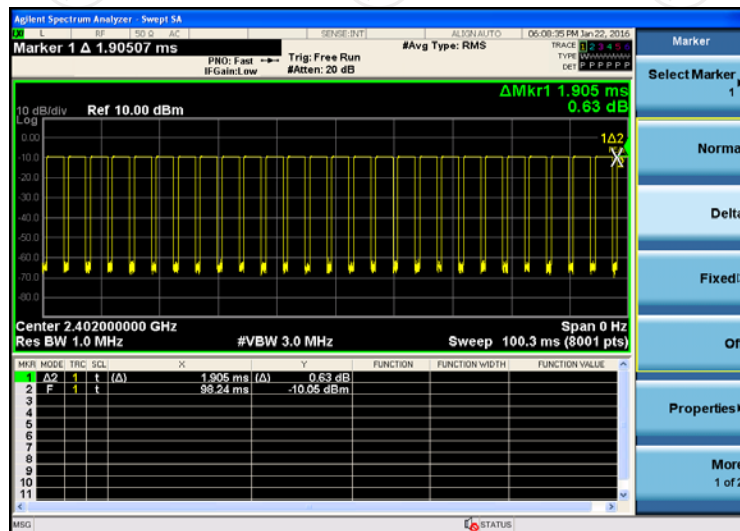 Agilent Spectrum Analyzer - Swept SA
L RF 50 Ω AC SENSE:INT ALIGN AUTO 06:08:35 PM Jan 22, 2016
Marker 1 Δ 1.90507 ms
PNO: Fast
IFGain:Low
Trig: Free Run
#Atten: 20 dB
#Avg Type: RMS
TRACE 1 2 3 4 5 6
TYPE W
DET P P P P P P
ΔMkr1 1.905 ms
0.63 dB
10 dB/div Ref 10.00 dBm
Log
0.00
-10.0
-20.0
-30.0
-40.0
-50.0
-60.0
-70.0
-80.0
1Δ2
X
Center 2.402000000 GHz Span 0 Hz
Res BW 1.0 MHz #VBW 3.0 MHz Sweep 100.3 ms (8001 pts)
MKR MODE TRC SCL X Y FUNCTION FUNCTION WIDTH FUNCTION VALUE
1 Δ2 1 t (Δ) 1.905 ms (Δ) 0.63 dB
2 F 1 t 98.24 ms -10.05 dBm
3
4
5
6
7
8
9
10
11
MSG STATUS
Marker
Select Marker
1
Norma
Delta
Fixed
Of
Properties
More
1 of 2